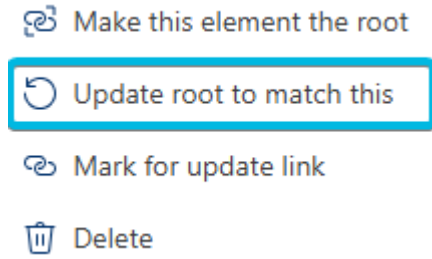 Make this element the root
Update root to match this
Mark for update link
Delete